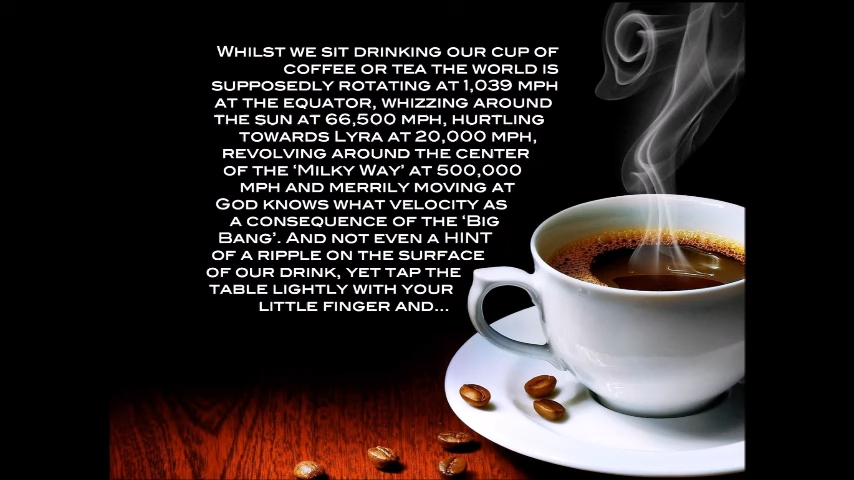 Whilst we sit drinking our cup of
coffee or tea the world is
supposedly rotating at 1,039 mph
at the equator, whizzing around
the sun at 66,500 mph, hurtling
towards Lyra at 20,000 mph,
revolving around the center
of the ‘Milky Way’ at 500,000
mph and merrily moving at
God knows what velocity as
a consequence of the ‘Big
Bang’. And not even a HINT
of a ripple on the surface
of our drink, yet tap the
table lightly with your
little finger and...